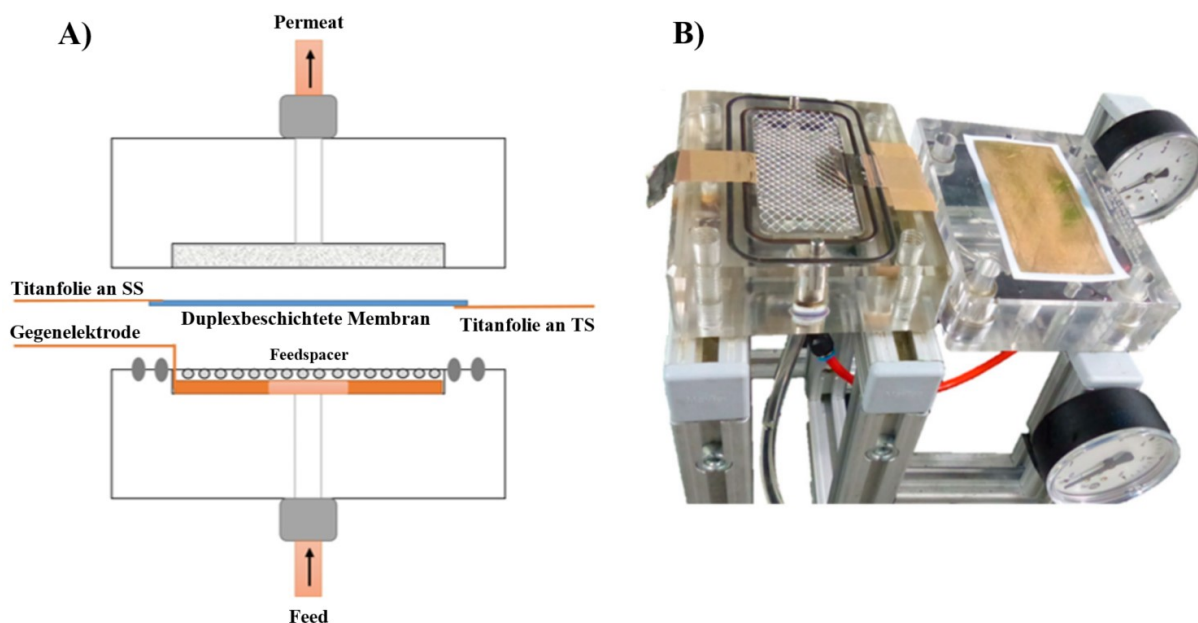 A)
Permeat
Titanfolie an SS
Duplexbeschichtete Membran
Titanfolie an TS
Gegenelektrode
Feedspacer
Feed
B)